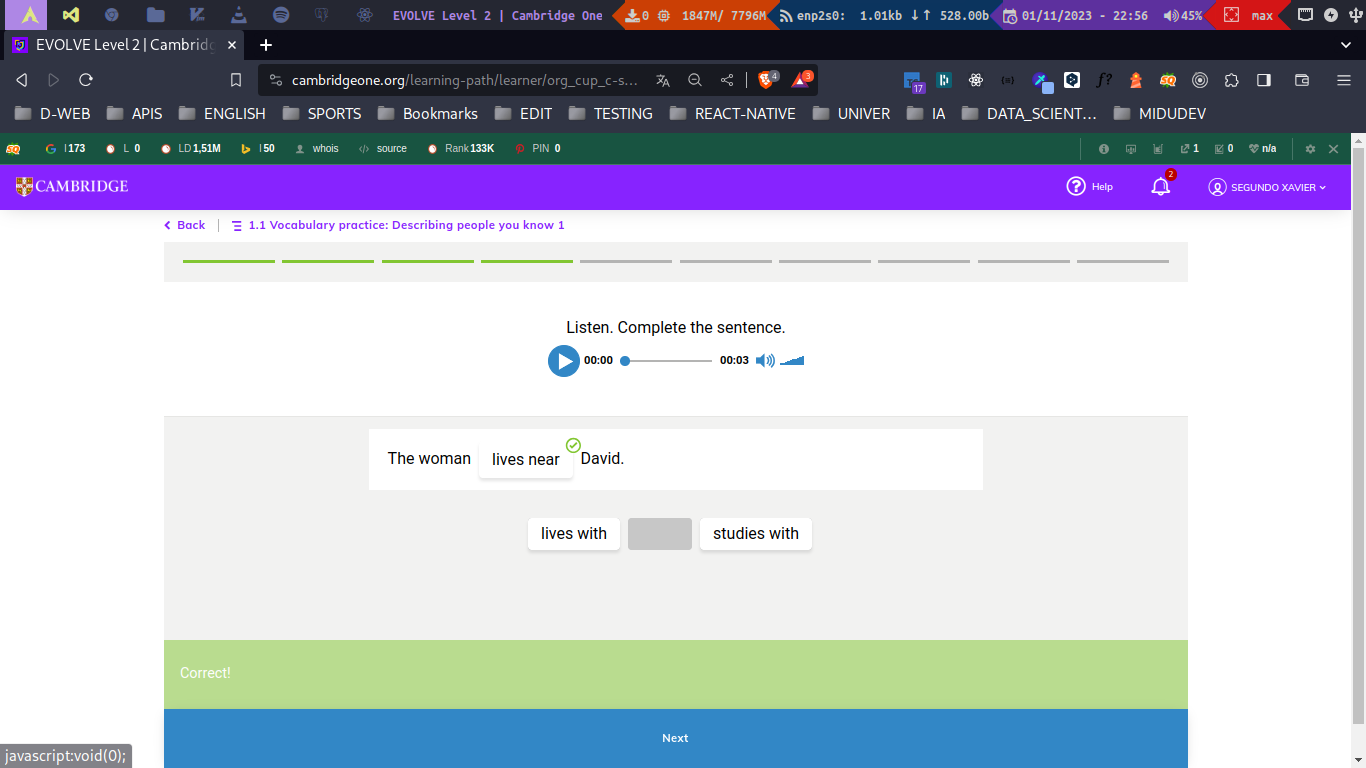 EVOLVE Level 2 | Cambridge One 0 1847M/ 7796M enp2s0: 1.01kb ↓↑ 528.00b 01/11/2023 - 22:56 45% max
EVOLVE Level 2 | Cambridg
cambridgeone.org/learning-path/learner/org_cup_c-s... 4 3 17 f?
D-WEB APIS ENGLISH SPORTS Bookmarks EDIT TESTING REACT-NATIVE UNIVER IA DATA_SCIENT... MIDUDEV
SQ G I 173 L 0 LD 1,51M I 50 whois source Rank 133K PIN 0 1 0 n/a
CAMBRIDGE Help 2 SEGUNDO XAVIER
Back 1.1 Vocabulary practice: Describing people you know 1
Listen. Complete the sentence.
00:00 00:03
The woman lives near David.
lives with studies with
Correct!
Next
javascript:void(0);